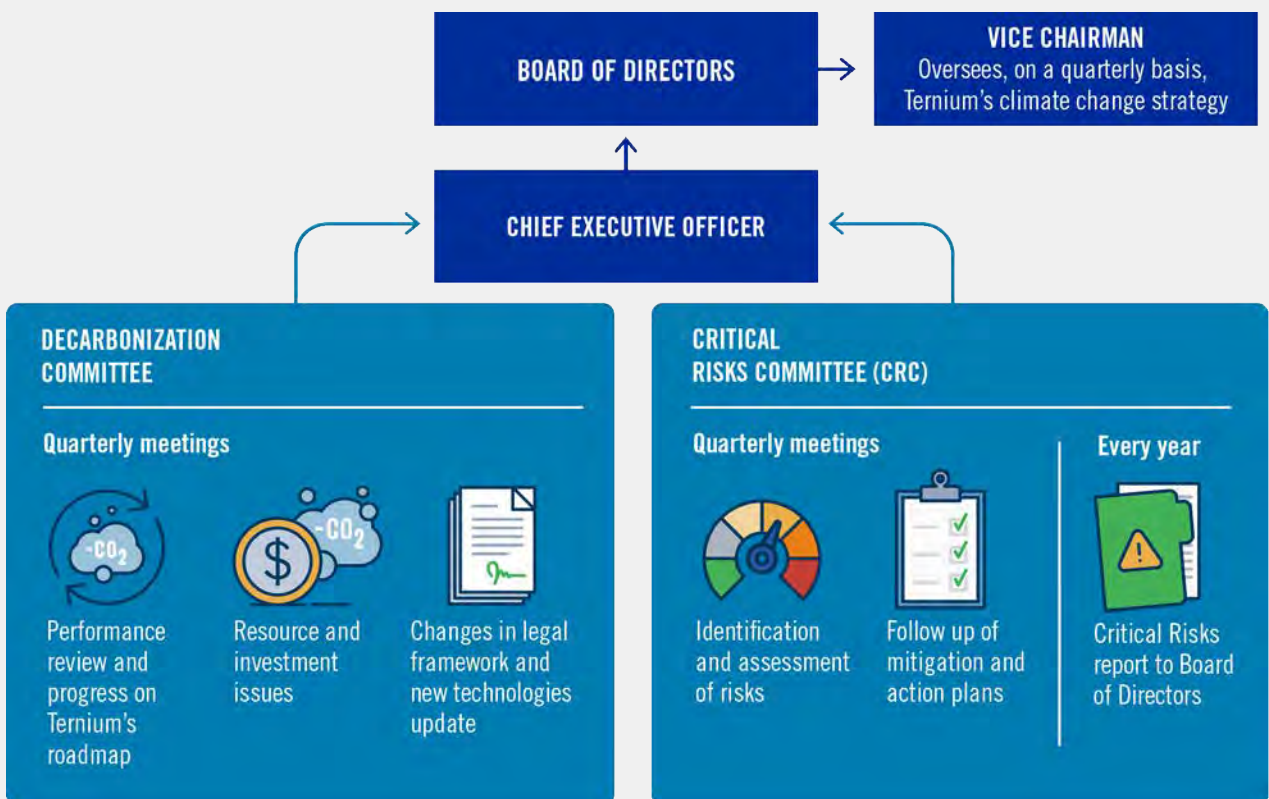 BOARD OF DIRECTORS
VICE CHAIRMAN
Oversees, on a quarterly basis,
Ternium's climate change strategy
CHIEF EXECUTIVE OFFICER
DECARBONIZATION
COMMITTEE
Quarterly meetings
-CO₂
$
-CO₂
Performance
review and
progress on
Ternium's
roadmap
Resource and
investment
issues
Changes in legal
framework and
new technologies
update
CRITICAL
RISKS COMMITTEE (CRC)
Quarterly meetings
Identification
and assessment
of risks
Follow up of
mitigation and
action plans
Every year
!
Critical Risks
report to Board
of Directors